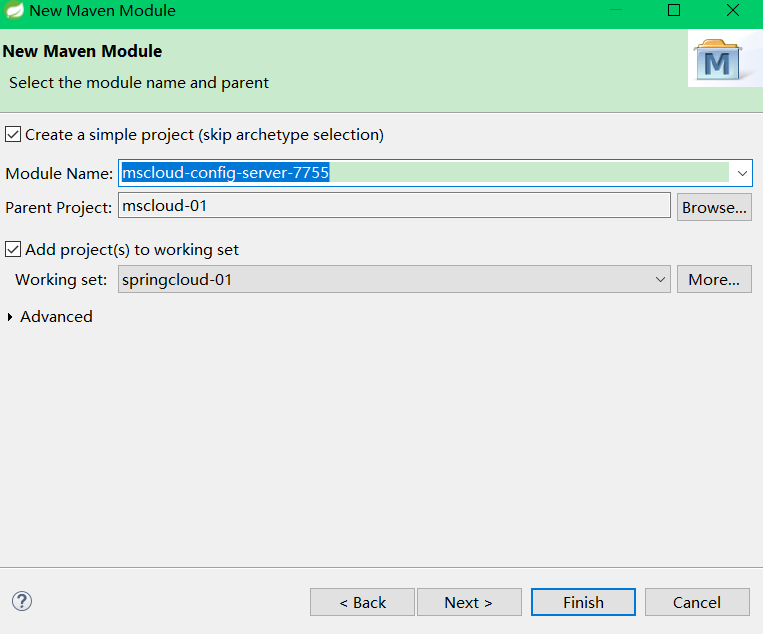 New Maven Module
New Maven Module
Select the module name and parent
M
Create a simple project (skip archetype selection)
Module Name: mscloud-config-server-7755
Parent Project: mscloud-01 Browse...
Add project(s) to working set
Working set: springcloud-01 More...
Advanced
? < Back Next > Finish Cancel